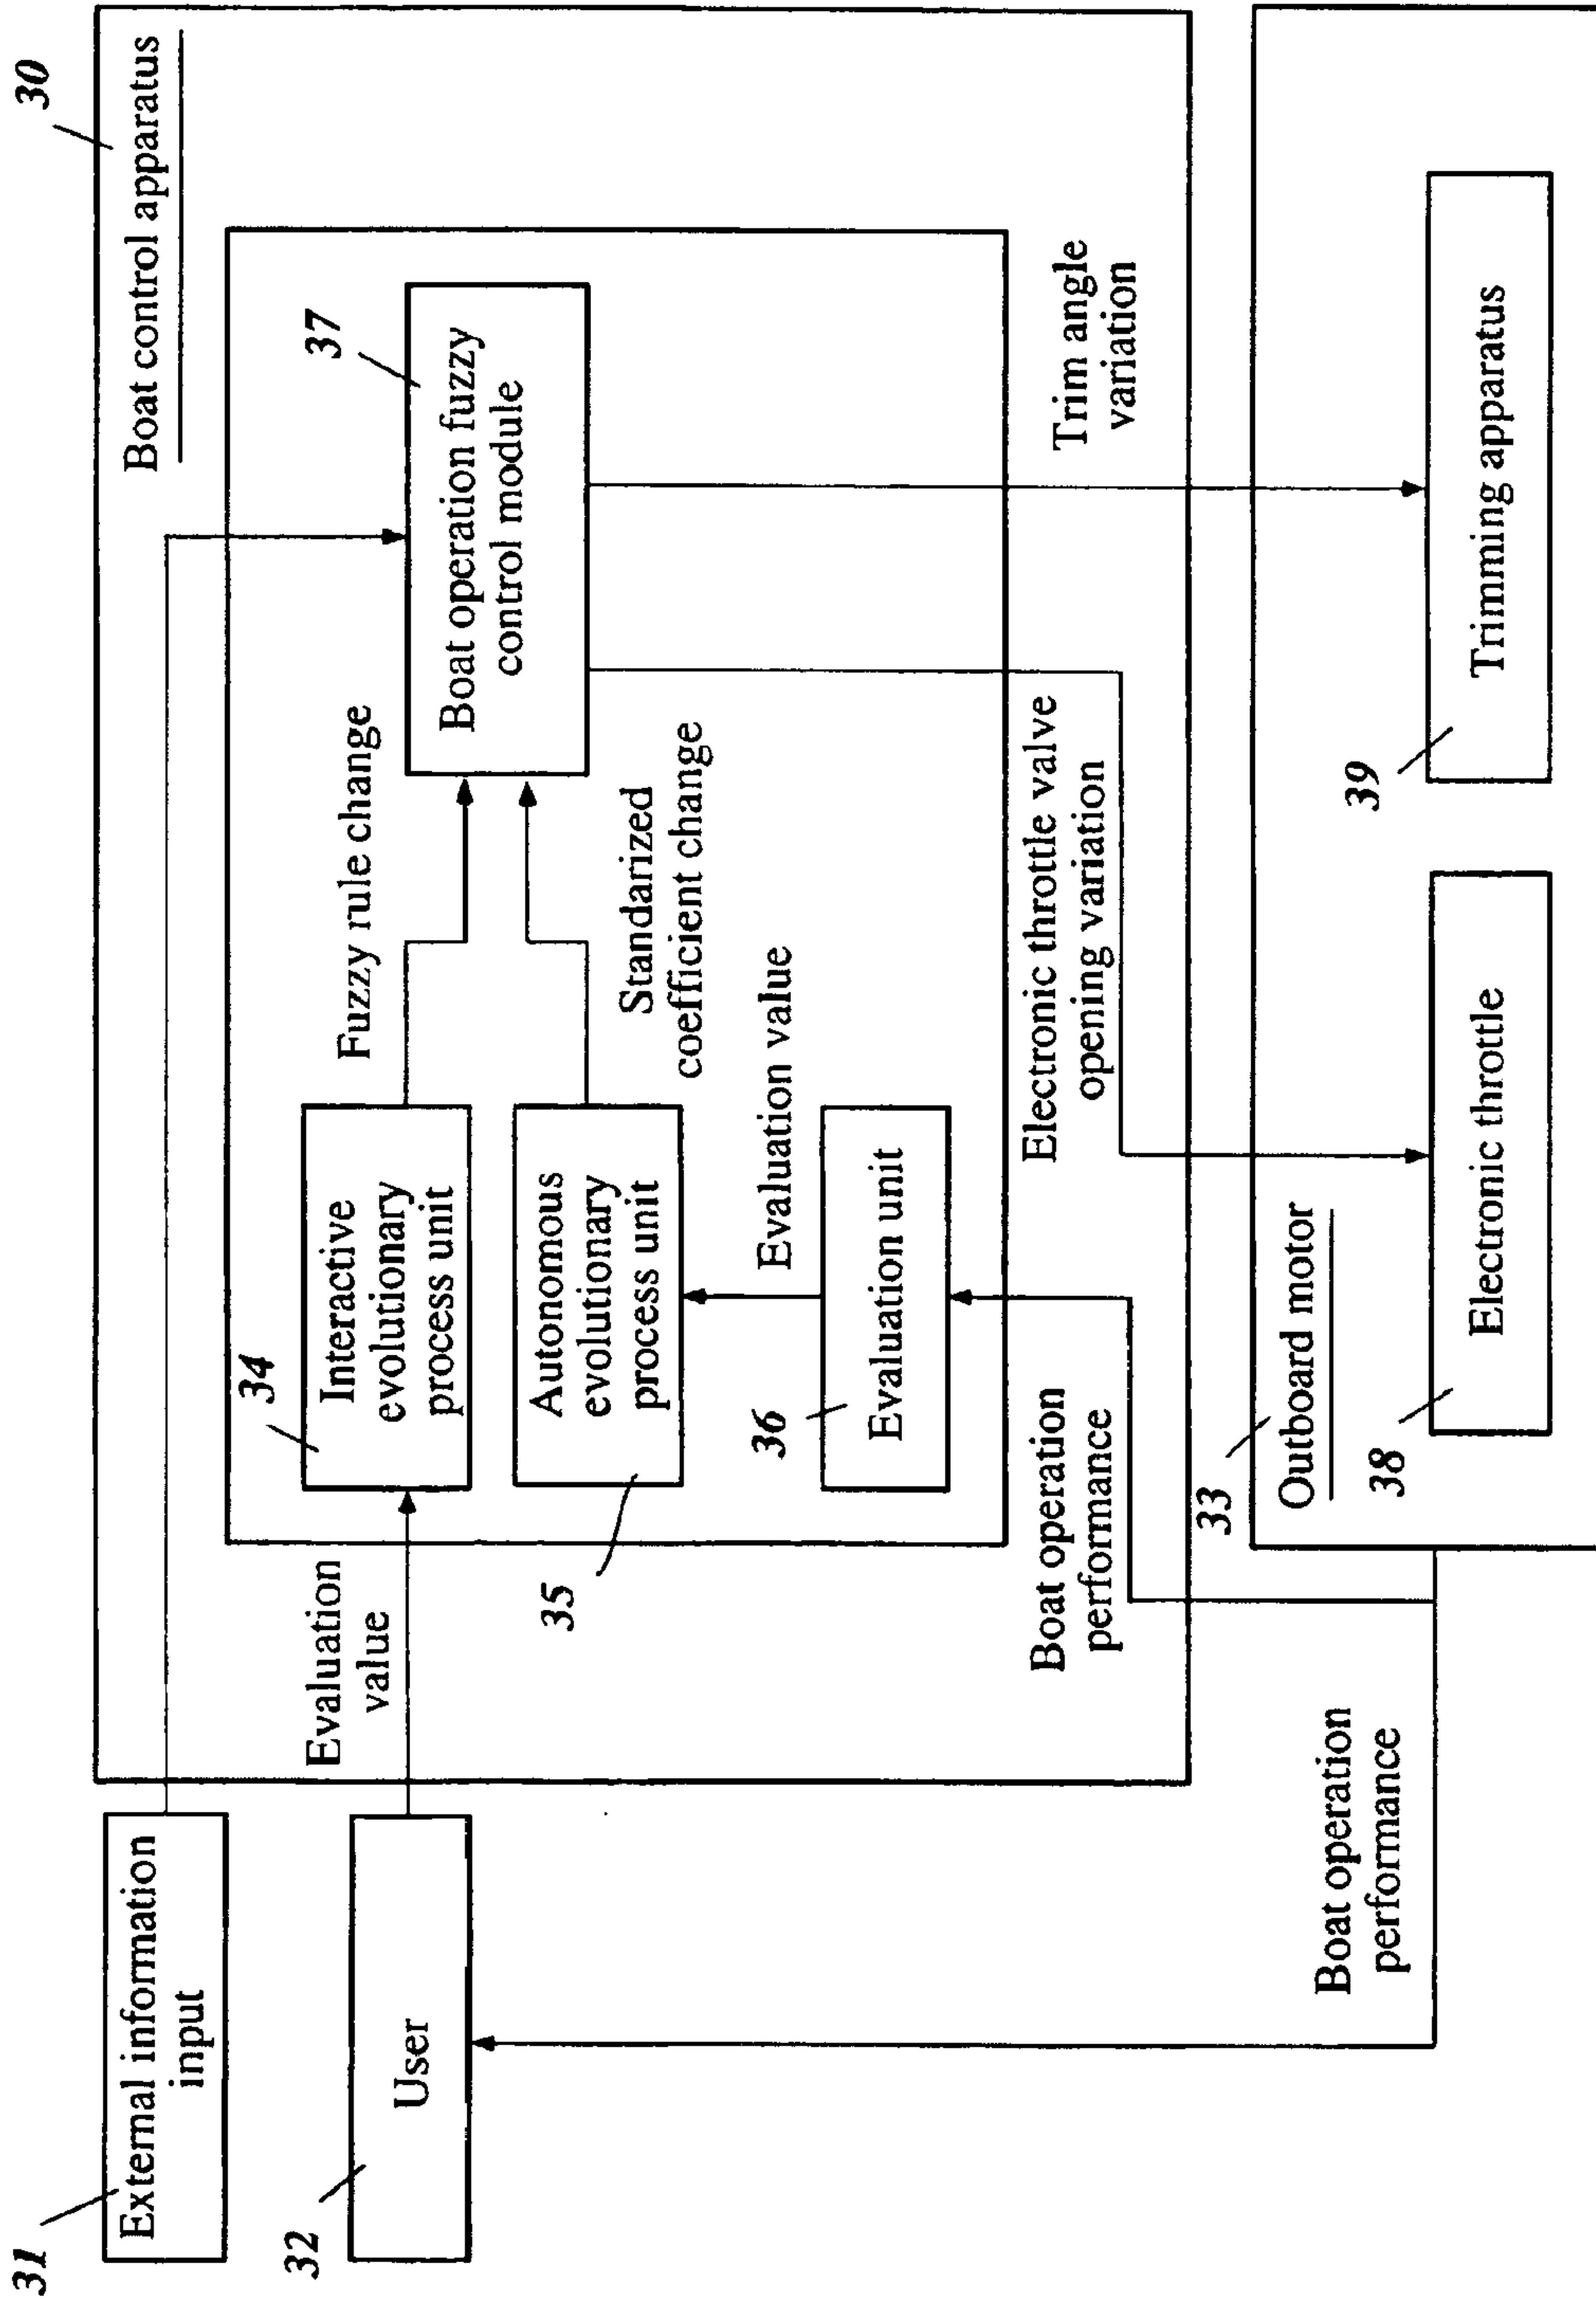 30
Boat control apparatus
31
External information
input
32
User
Evaluation
value
34
Interactive
evolutionary
process unit
Fuzzy rule change
37
Boat operation fuzzy
control module
35
Autonomous
evolutionary
process unit
Standarized
coefficient change
Evaluation value
36
Evaluation unit
Boat operation
performance
Electronic throttle valve
opening variation
Trim angle
variation
33
Outboard motor
38
Electronic throttle
39
Trimming apparatus
Boat operation
performance